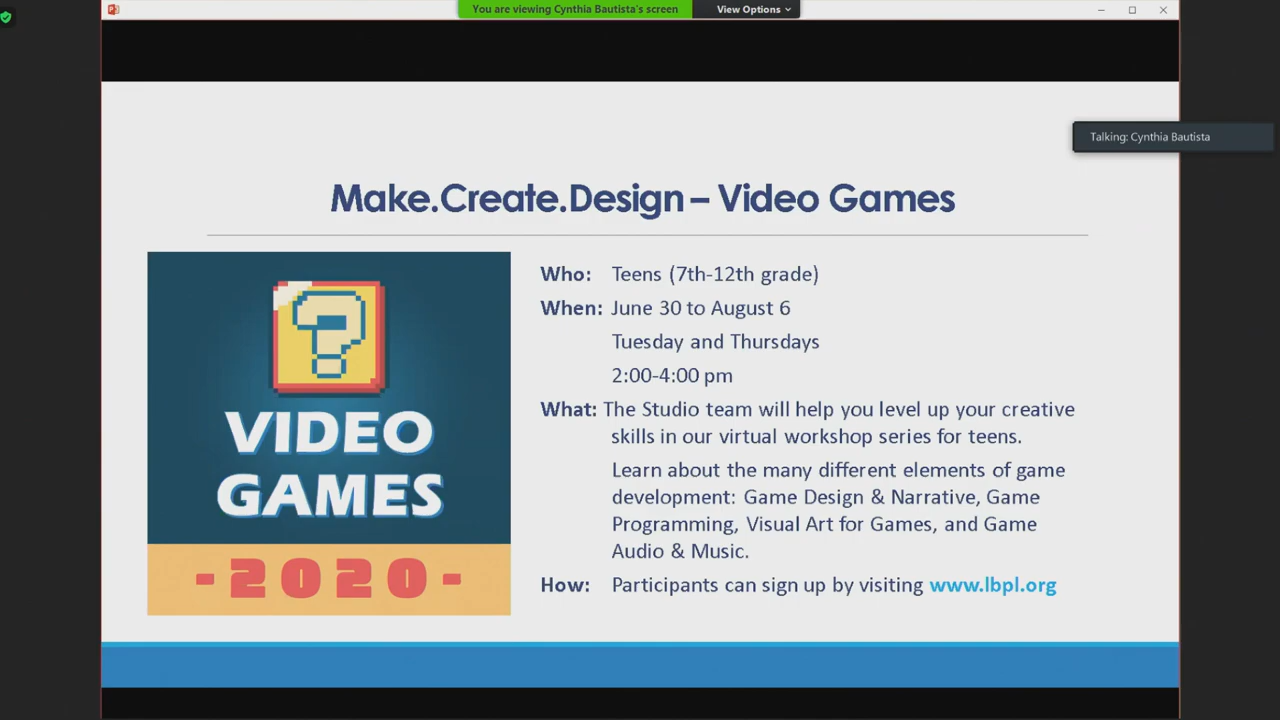 You are viewing Cynthia Bautista's screen
View Options
Talking: Cynthia Bautista
Make.Create.Design – Video Games
?
VIDEO
GAMES
-2020-
Who: Teens (7th-12th grade)
When: June 30 to August 6
Tuesday and Thursdays
2:00-4:00 pm
What: The Studio team will help you level up your creative
skills in our virtual workshop series for teens.
Learn about the many different elements of game
development: Game Design & Narrative, Game
Programming, Visual Art for Games, and Game
Audio & Music.
How: Participants can sign up by visiting www.lbpl.org